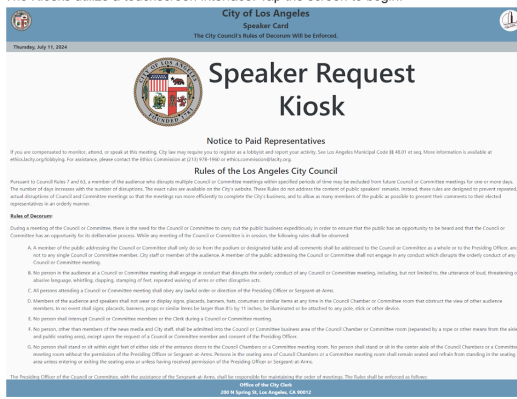 The Kiosks utilize a touchscreen interface. Tap the screen to begin.
City of Los Angeles
Speaker Card
The City Council's Rules of Decorum Will Be Enforced.
Thursday, July 11, 2024
Speaker Request
Kiosk
Notice to Paid Representatives
If you are compensated to monitor, attend, or speak at this meeting, City law may require you to register as a lobbyist and report your activity. See Los Angeles Municipal Code §§ 48.01 et seq. More information is available at
ethics.lacity.org/lobbying. For assistance, please contact the Ethics Commission at (213) 978-1960 or ethics.commission@lacity.org.
Rules of the Los Angeles City Council
Pursuant to Council Rules 7 and 63, a member of the audience who disrupts multiple Council or Committee meetings within specified periods of time may be excluded from future Council or Committee meetings for one or more days.
The number of days increases with the number of disruptions. The exact rules are available on the City's website. These Rules do not address the content of public speakers' remarks. Instead, these rules are designed to prevent repeated,
actual disruptions of Council and Committee meetings so that the meetings run more efficiently to complete the City's business, and to allow as many members of the public as possible to present their comments to their elected
representatives in an orderly manner.
Rules of Decorum:
During a meeting of the Council or Committee, there is the need for the Council or Committee to carry out the public business expeditiously in order to ensure that the public has an opportunity to be heard and that the Council or
Committee has an opportunity for its deliberative process. While any meeting of the Council or Committee is in session, the following rules shall be observed:
A. A member of the public addressing the Council or Committee shall only do so from the podium or designated table and all comments shall be addressed to the Council or Committee as a whole or to the Presiding Officer, and
not to any single Council or Committee member, City staff or member of the audience. A member of the public addressing the Council or Committee shall not engage in any conduct which disrupts the orderly conduct of any
Council or Committee meeting.
B. No person in the audience at a Council or Committee meeting shall engage in conduct that disrupts the orderly conduct of any Council or Committee meeting, including, but not limited to, the utterance of loud, threatening or
abusive language, whistling, clapping, stamping of feet, repeated waiving of arms or other disruptive acts.
C. All persons attending a Council or Committee meeting shall obey any lawful order or direction of the Presiding Officer or Sergeant-at-Arms.
D. Members of the audience and speakers shall not wear or display signs, placards, banners, hats, costumes or similar items at any time in the Council Chamber or Committee room that obstruct the view of other audience
members. In no event shall signs, placards, banners, props or similar items be larger than 8½ by 11 inches, be illuminated or be attached to any pole, stick or other device.
E. No person shall interrupt Council or Committee members or the Clerk during a Council or Committee meeting.
F. No person, other than members of the news media and City staff, shall be admitted into the Council or Committee business area of the Council Chamber or Committee room (separated by a rope or other means from the aisle
and public seating area), except upon the request of a Council or Committee member and consent of the Presiding Officer.
G. No person shall stand or sit within eight feet of either side of the entrance doors to the Council Chambers or a Committee meeting room. No person shall stand or sit in the center aisle of the Council Chambers or a Committee
meeting room without the permission of the Presiding Officer or Sergeant-at-Arms. Persons in the seating area of Council Chambers or a Committee meeting room shall remain seated and refrain from standing in the seating
area unless entering or exiting the seating area or unless having received permission of the Presiding Officer or Sergeant-at-Arms.
The Presiding Officer of the Council or Committee, with the assistance of the Sergeant-at-Arms, shall be responsible for maintaining the order of meetings. The Rules shall be enforced as follows:
Office of the City Clerk
200 N Spring St, Los Angeles, CA 90012